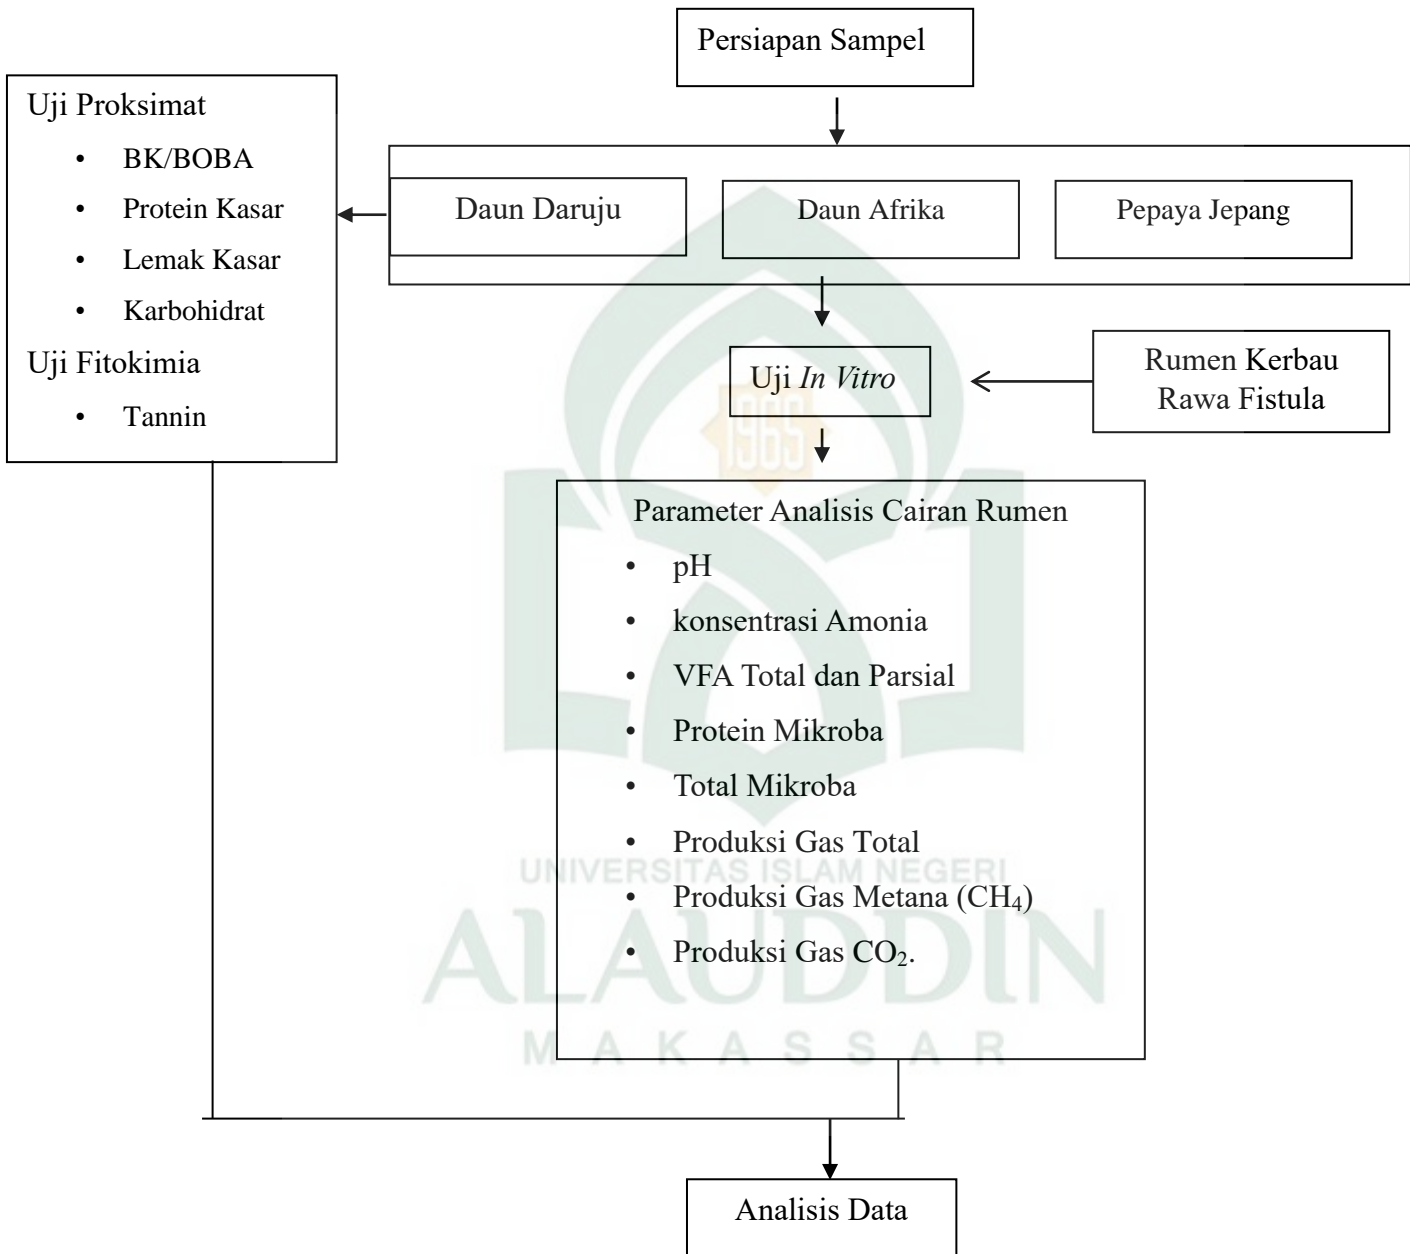 Persiapan Sampel
Uji Proksimat
• BK/BOBA
• Protein Kasar
• Lemak Kasar
• Karbohidrat
Uji Fitokimia
• Tannin
Daun Daruju
Daun Afrika
Pepaya Jepang
Uji In Vitro
Rumen Kerbau
Rawa Fistula
1965
Parameter Analisis Cairan Rumen
• pH
• konsentrasi Amonia
• VFA Total dan Parsial
• Protein Mikroba
• Total Mikroba
• Produksi Gas Total
• Produksi Gas Metana (CH₄)
• Produksi Gas CO₂.
UNIVERSITAS ISLAM NEGERI
ALAUDDIN
MAKASSAR
Analisis Data